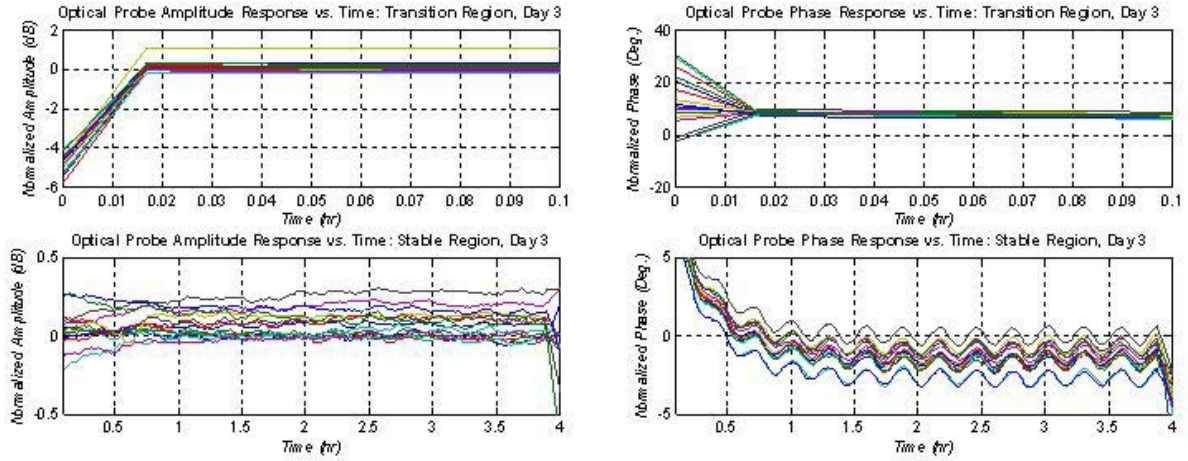 Optical Probe Amplitude Response vs. Time: Transition Region, Day 3
Normalized Amplitude (dB)
2
0
-2
-4
-6
0 0.01 0.02 0.03 0.04 0.05 0.06 0.07 0.08 0.09 0.1
Time (hr)
Optical Probe Phase Response vs. Time: Transition Region, Day 3
Normalized Phase (Deg.)
40
20
0
-20
0 0.01 0.02 0.03 0.04 0.05 0.06 0.07 0.08 0.09 0.1
Time (hr)
Optical Probe Amplitude Response vs. Time: Stable Region, Day 3
Normalized Amplitude (dB)
0.5
0
-0.5
0.5 1 1.5 2 2.5 3 3.5 4
Time (hr)
Optical Probe Phase Response vs. Time: Stable Region, Day 3
Normalized Phase (Deg.)
5
0
-5
0.5 1 1.5 2 2.5 3 3.5 4
Time (hr)